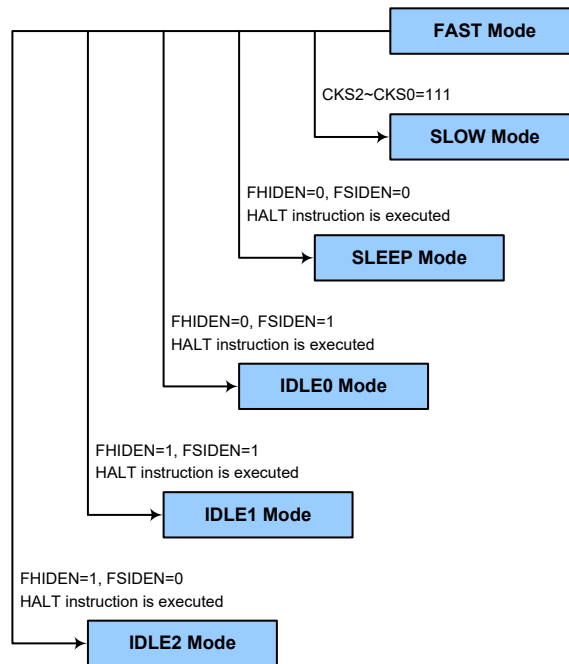 FAST Mode
CKS2~CKS0=111
SLOW Mode
FHIDEN=0, FSIDEN=0
HALT instruction is executed
SLEEP Mode
FHIDEN=0, FSIDEN=1
HALT instruction is executed
IDLE0 Mode
FHIDEN=1, FSIDEN=1
HALT instruction is executed
IDLE1 Mode
FHIDEN=1, FSIDEN=0
HALT instruction is executed
IDLE2 Mode